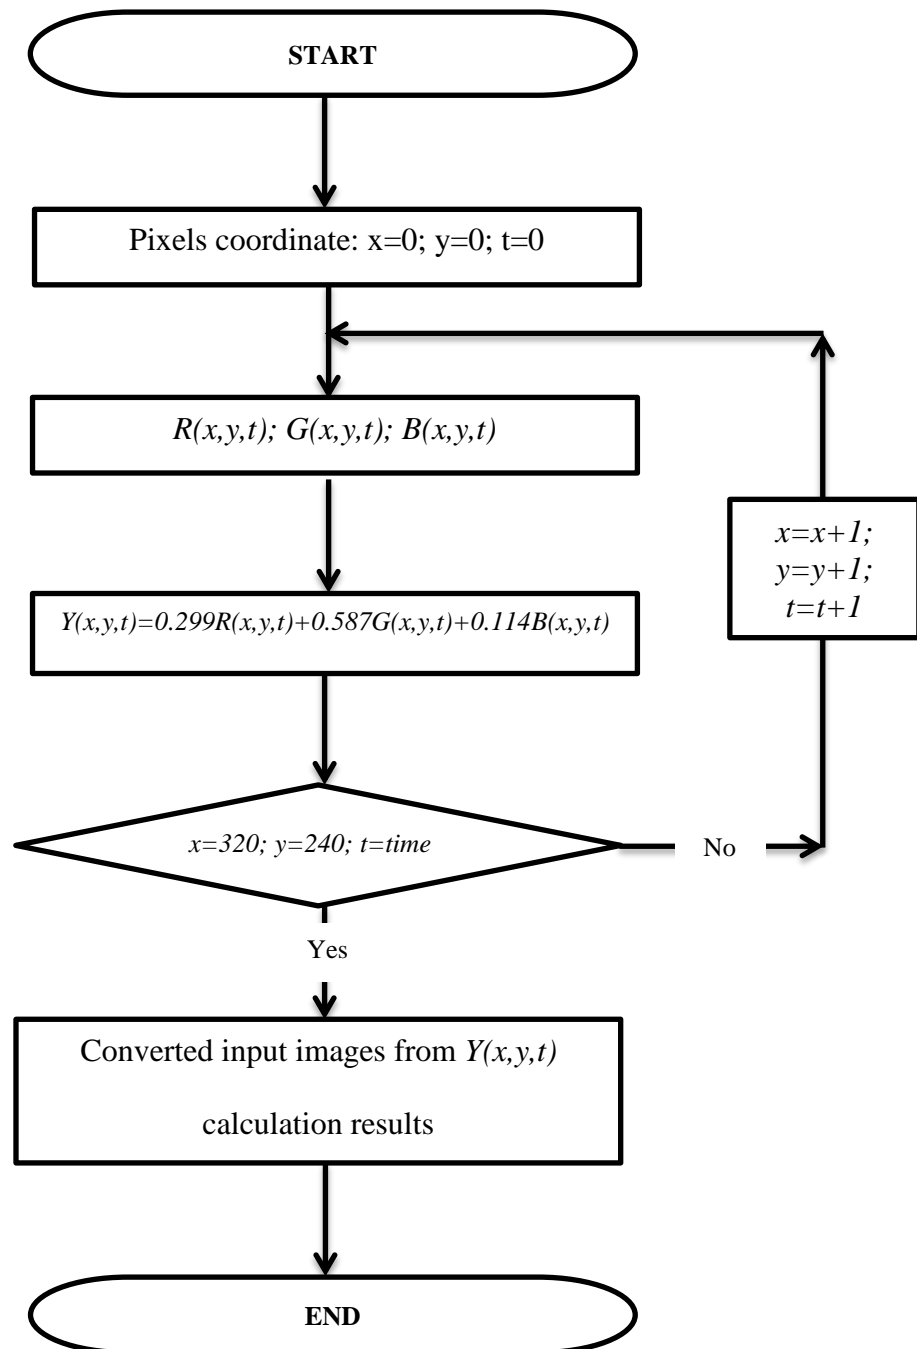 START
Pixels coordinate: x=0; y=0; t=0
R(x,y,t); G(x,y,t); B(x,y,t)
x=x+1;
y=y+1;
t=t+1
Y(x,y,t)=0.299R(x,y,t)+0.587G(x,y,t)+0.114B(x,y,t)
x=320; y=240; t=time
No
Yes
Converted input images from Y(x,y,t)
calculation results
END